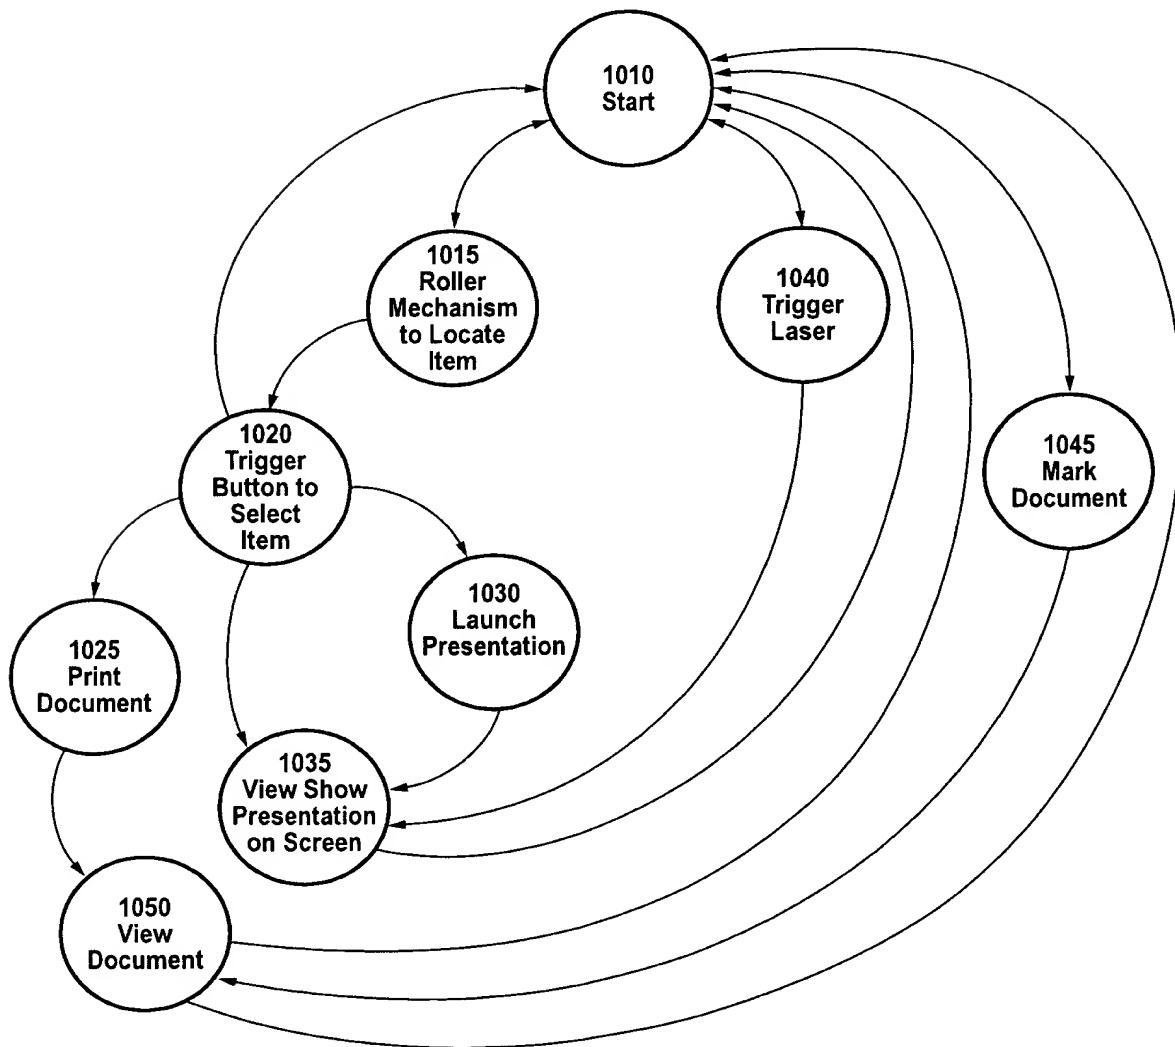 1010
Start
1015
Roller
Mechanism
to Locate
Item
1040
Trigger
Laser
1020
Trigger
Button to
Select
Item
1045
Mark
Document
1030
Launch
Presentation
1025
Print
Document
1035
View Show
Presentation
on Screen
1050
View
Document